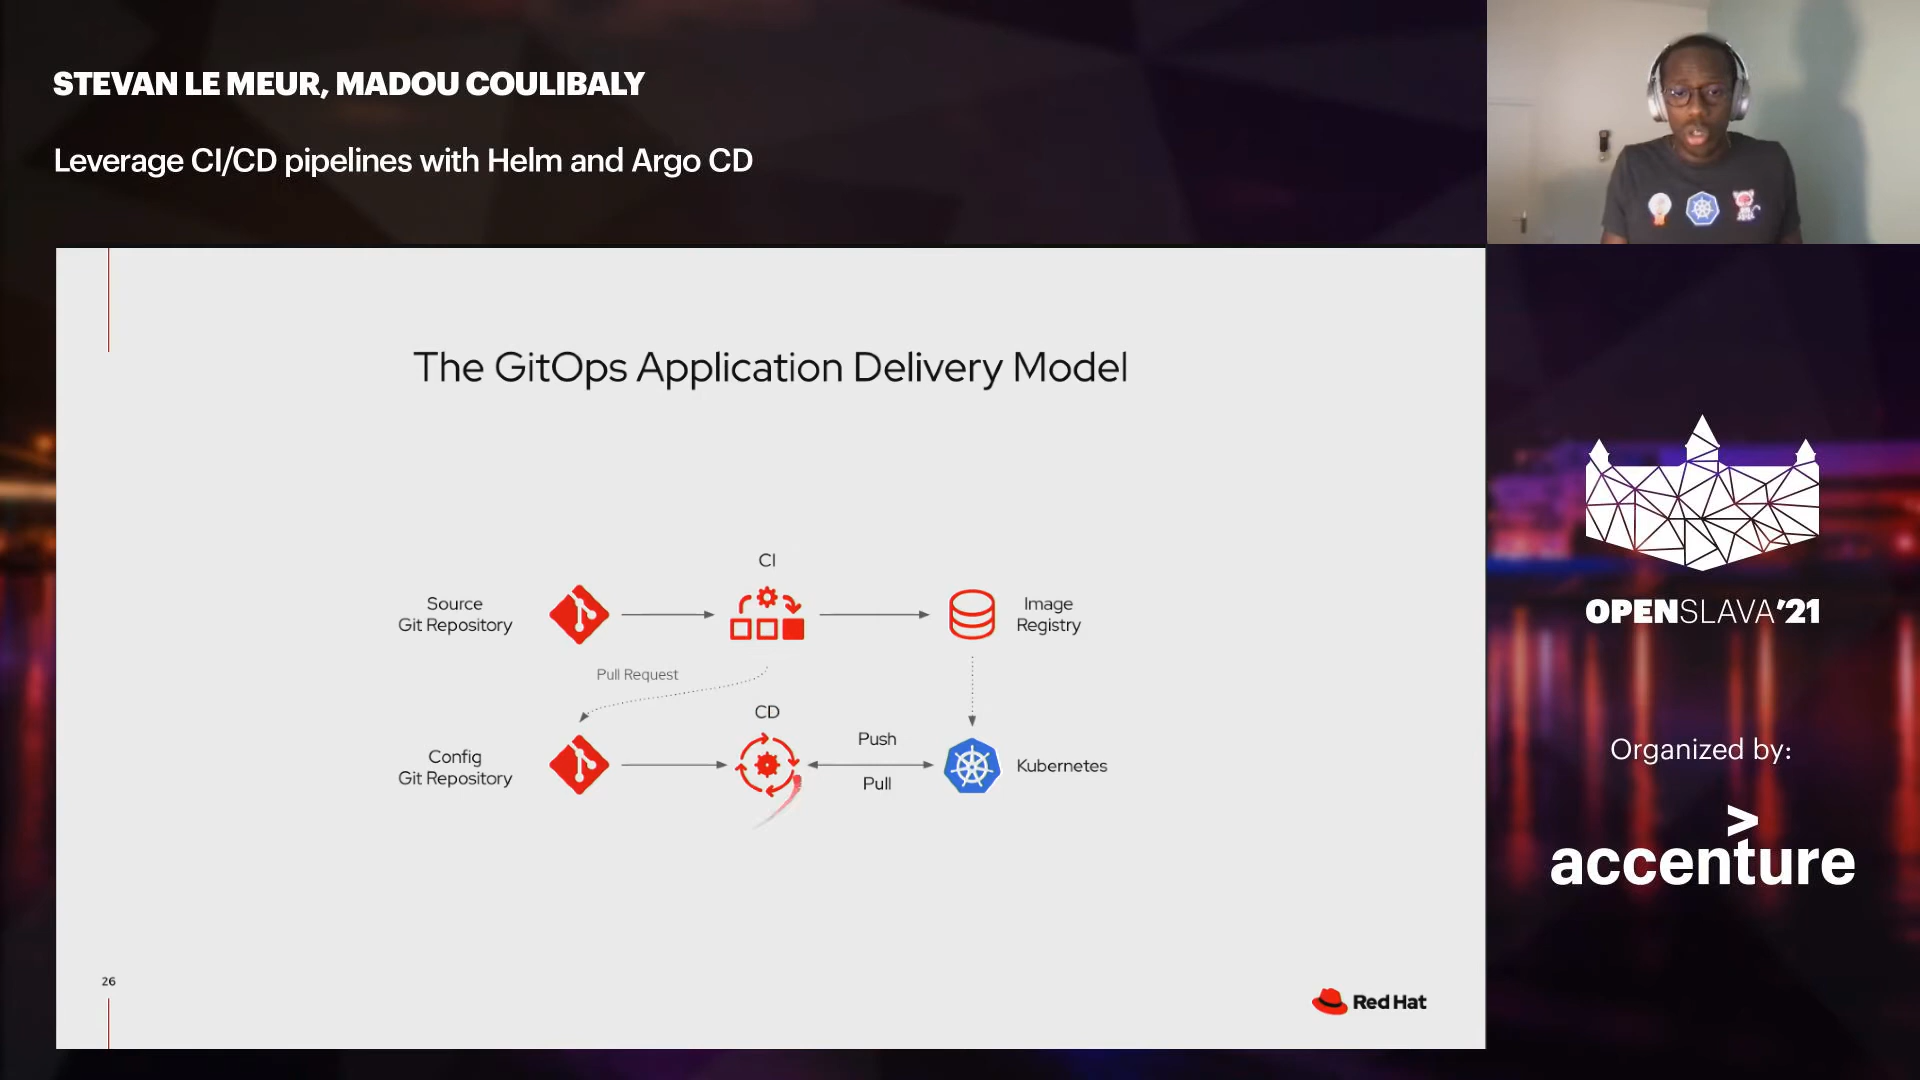 STEVAN LE MEUR, MADOU COULIBALY
Leverage CI/CD pipelines with Helm and Argo CD
The GitOps Application Delivery Model
CI
Source
Git Repository
Image
Registry
Pull Request
CD
Config
Git Repository
Push
Pull
Kubernetes
26
Red Hat
OPENSLAVA'21
Organized by:
>
accenture